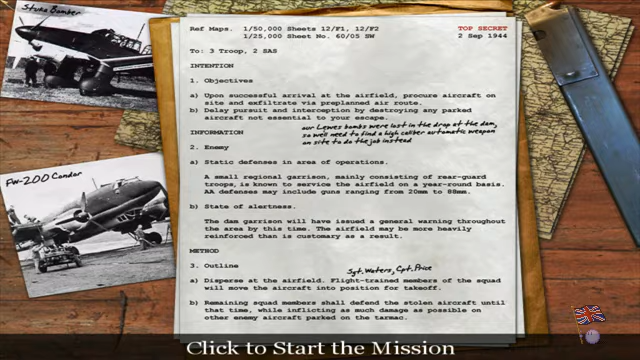 Stuka Bomber
Ref Maps. 1/50,000 Sheets 12/F1, 12/F2
TOP SECRET
1/25,000 Sheet No. 60/05 SW
2 Sep 1944
To: 3 Troop, 2 SAS
INTENTION
1. Objectives
a) Upon successful arrival at the airfield, procure aircraft on
site and exfiltrate via preplanned air route.
b) Delay pursuit and interception by destroying any parked
aircraft not essential to your escape.
our Lewes bombs were lost in the drop at the dam,
so we'll need to find a high caliber automatic weapon
on site to do the job instead
INFORMATION
2. Enemy
a) Static defenses in area of operations.
A small regional garrison, mainly consisting of rear-guard
troops, is known to service the airfield on a year-round basis.
AA defenses may include guns ranging from 20mm to 88mm.
b) State of alertness.
The dam garrison will have issued a general warning throughout
the area by this time. The airfield may be more heavily
reinforced than is customary as a result.
METHOD
3. Outline
Sgt. Waters, Cpt. Price
a) Disperse at the airfield. Flight-trained members of the squad
will move the aircraft into position for takeoff.
b) Remaining squad members shall defend the stolen aircraft until
that time, while inflicting as much damage as possible on
other enemy aircraft parked on the tarmac.
FW-200 Condor
Click to Start the Mission